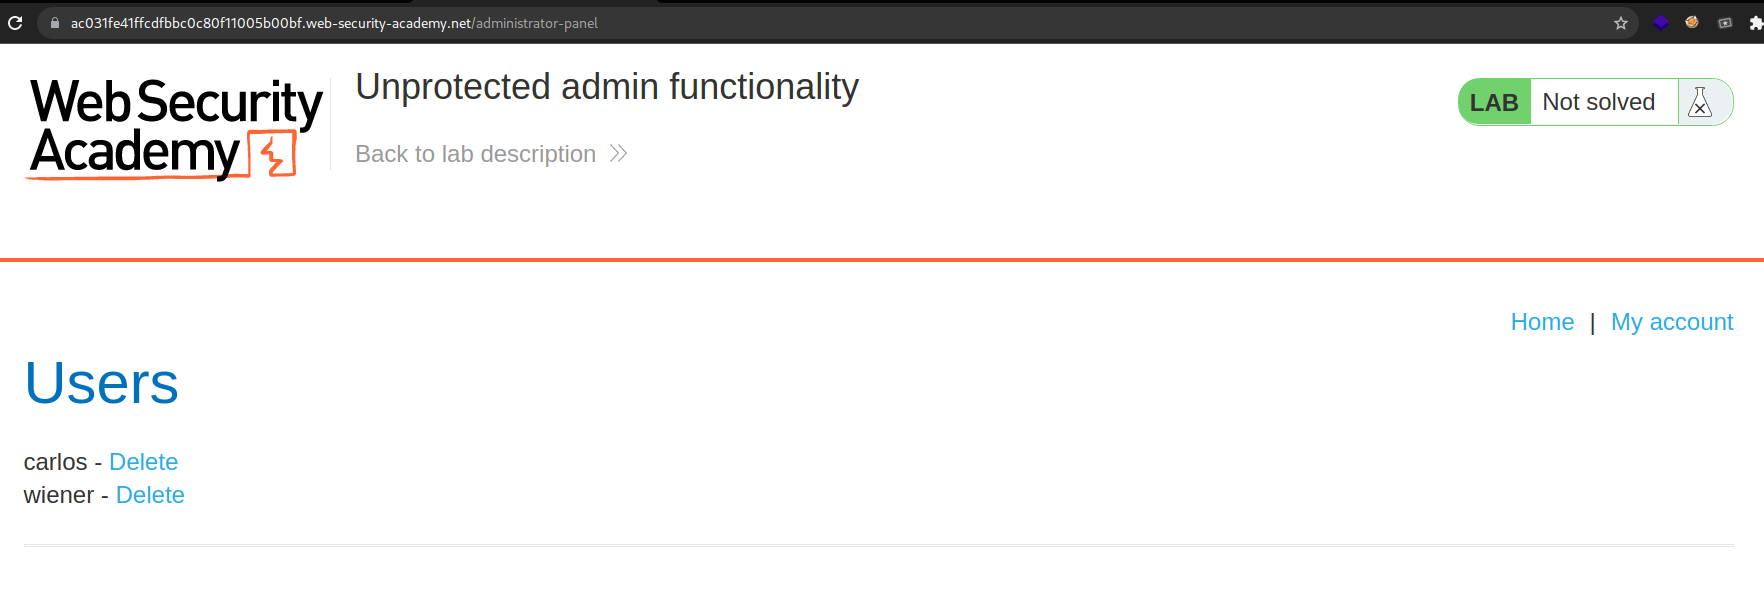 ac031fe41ffcdfbbc0c80f11005b00bf.web-security-academy.net/administrator-panel
Web Security
Academy
Unprotected admin functionality
Back to lab description
LAB Not solved
Home | My account
Users
carlos - Delete
wiener - Delete